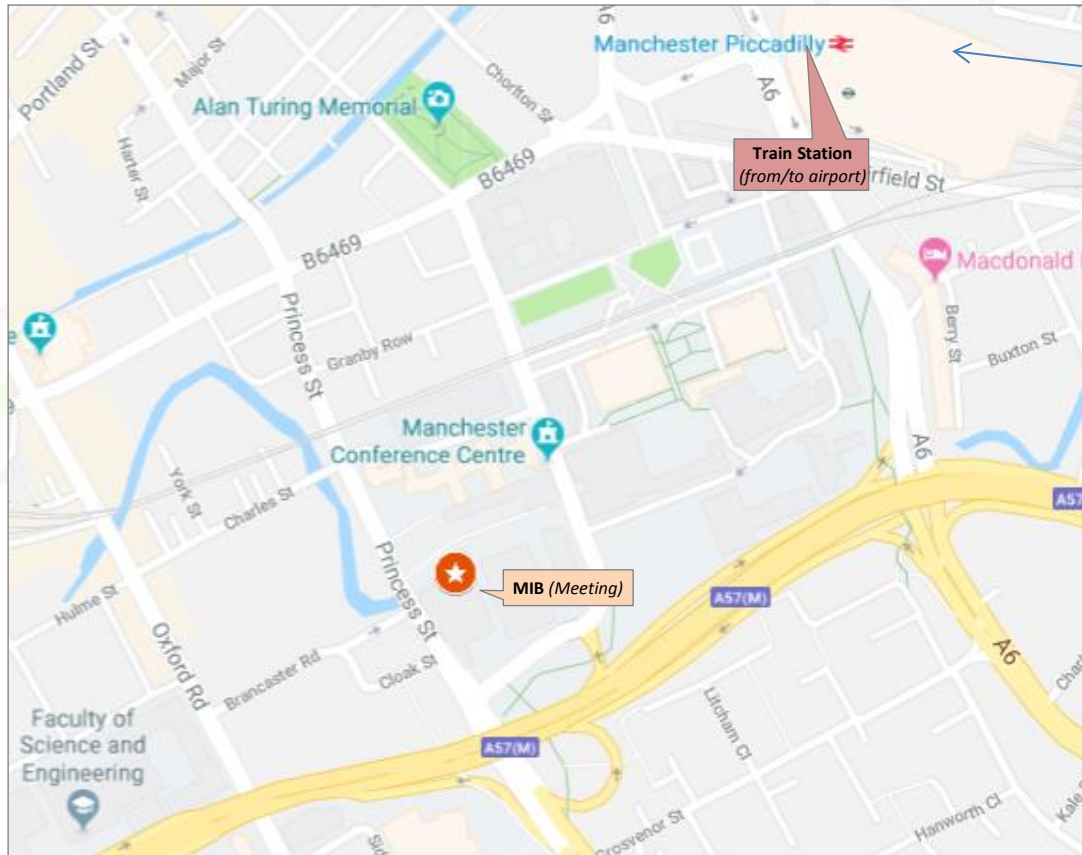 A6
Manchester Piccadilly
Portland St
Major St
Chorlton St
A6
Alan Turing Memorial
Harter St
Train Station
(from/to airport)
irfield St
B6469
B6469
Macdonald
Princess St
Granby Row
Berry St
Buxton St
Manchester
Conference Centre
A6
York St
Charles St
A57
Princess St
MIB (Meeting)
A57(M)
Hulme St
Oxford Rd
Brancaster Rd
Cloak St
A6
Litcham Cl
Faculty of
Science and
Engineering
A57(M)
Grosvenor St
Hanworth Cl